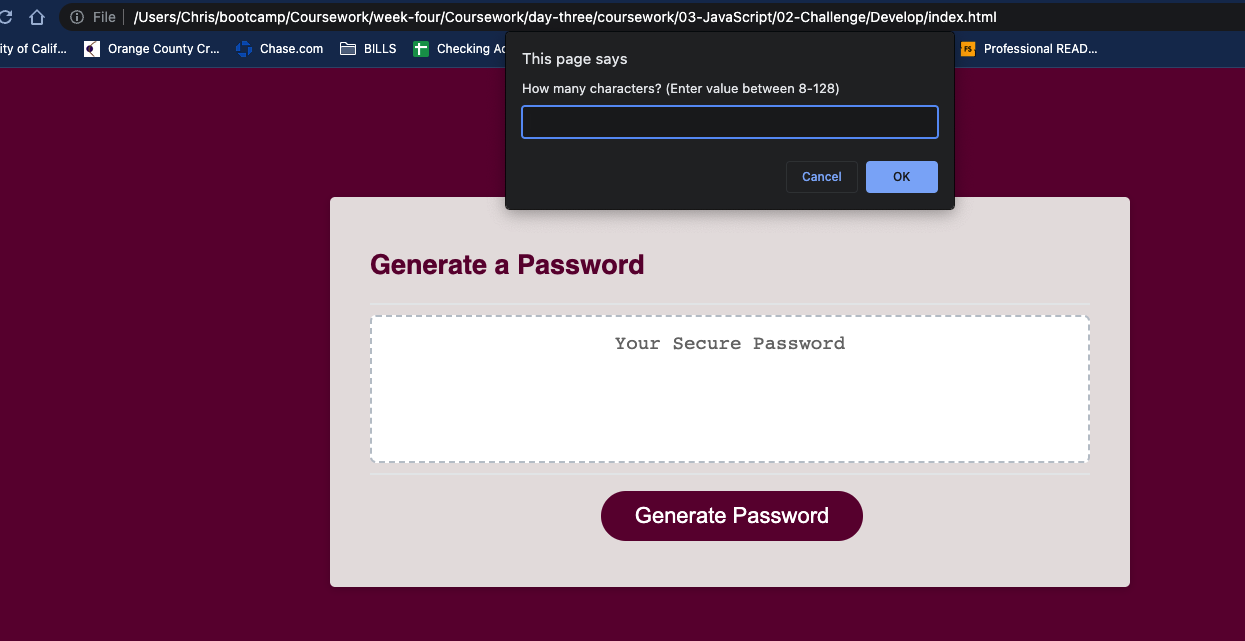 File /Users/Chris/bootcamp/Coursework/week-four/Coursework/day-three/coursework/03-JavaScript/02-Challenge/Develop/index.html
ity of Calif... Orange County Cr... Chase.com BILLS Checking Ac FS Professional READ...
This page says
How many characters? (Enter value between 8-128)
Cancel OK
Generate a Password
Your Secure Password
Generate Password